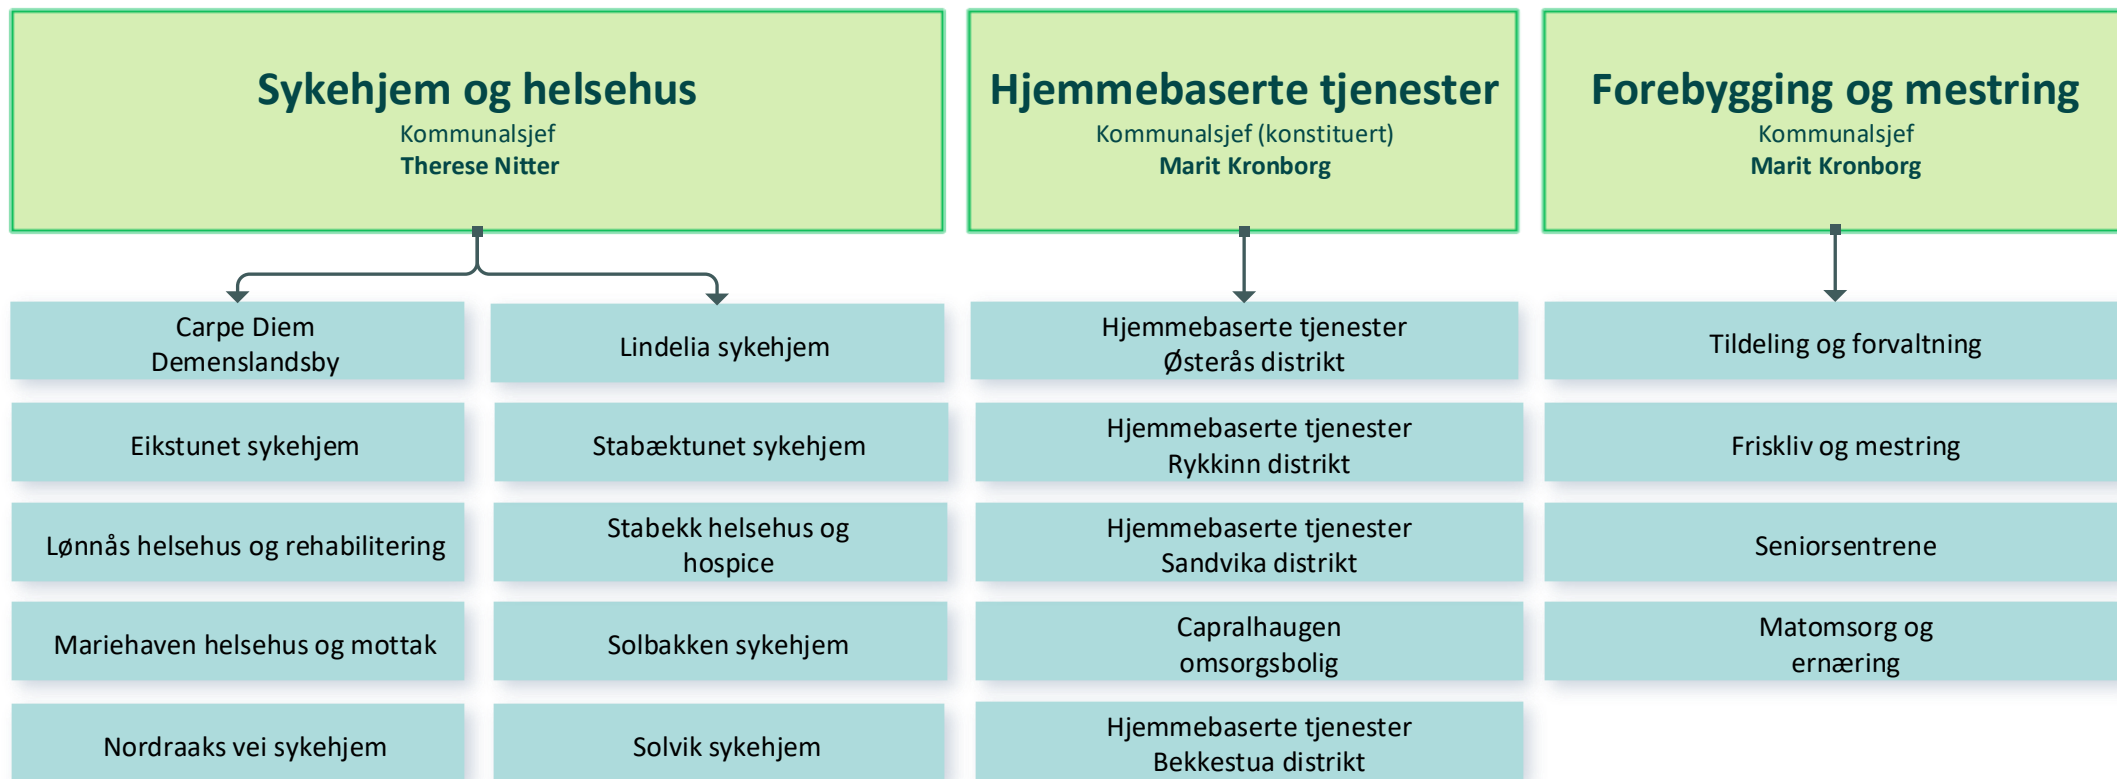 Sykehjem og helsehus
Kommunalsjef
Therese Nitter
Hjemmebaserte tjenester
Kommunalsjef (konstituert)
Marit Kronborg
Forebygging og mestring
Kommunalsjef
Marit Kronborg
Carpe Diem
Demenslandsby
Eikstunet sykehjem
Lønnås helsehus og rehabilitering
Mariehaven helsehus og mottak
Nordraaks vei sykehjem
Lindelia sykehjem
Stabæktunet sykehjem
Stabekk helsehus og
hospice
Solbakken sykehjem
Solvik sykehjem
Hjemmebaserte tjenester
Østerås distrikt
Hjemmebaserte tjenester
Rykkinn distrikt
Hjemmebaserte tjenester
Sandvika distrikt
Capralhaugen
omsorgsbolig
Hjemmebaserte tjenester
Bekkestua distrikt
Tildeling og forvaltning
Friskliv og mestring
Seniorsentrene
Matomsorg og
ernæring